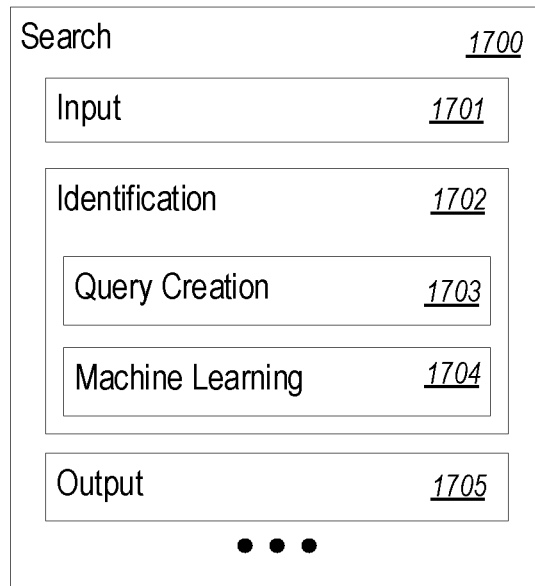 Search 1700
Input 1701
Identification 1702
Query Creation 1703
Machine Learning 1704
Output 1705